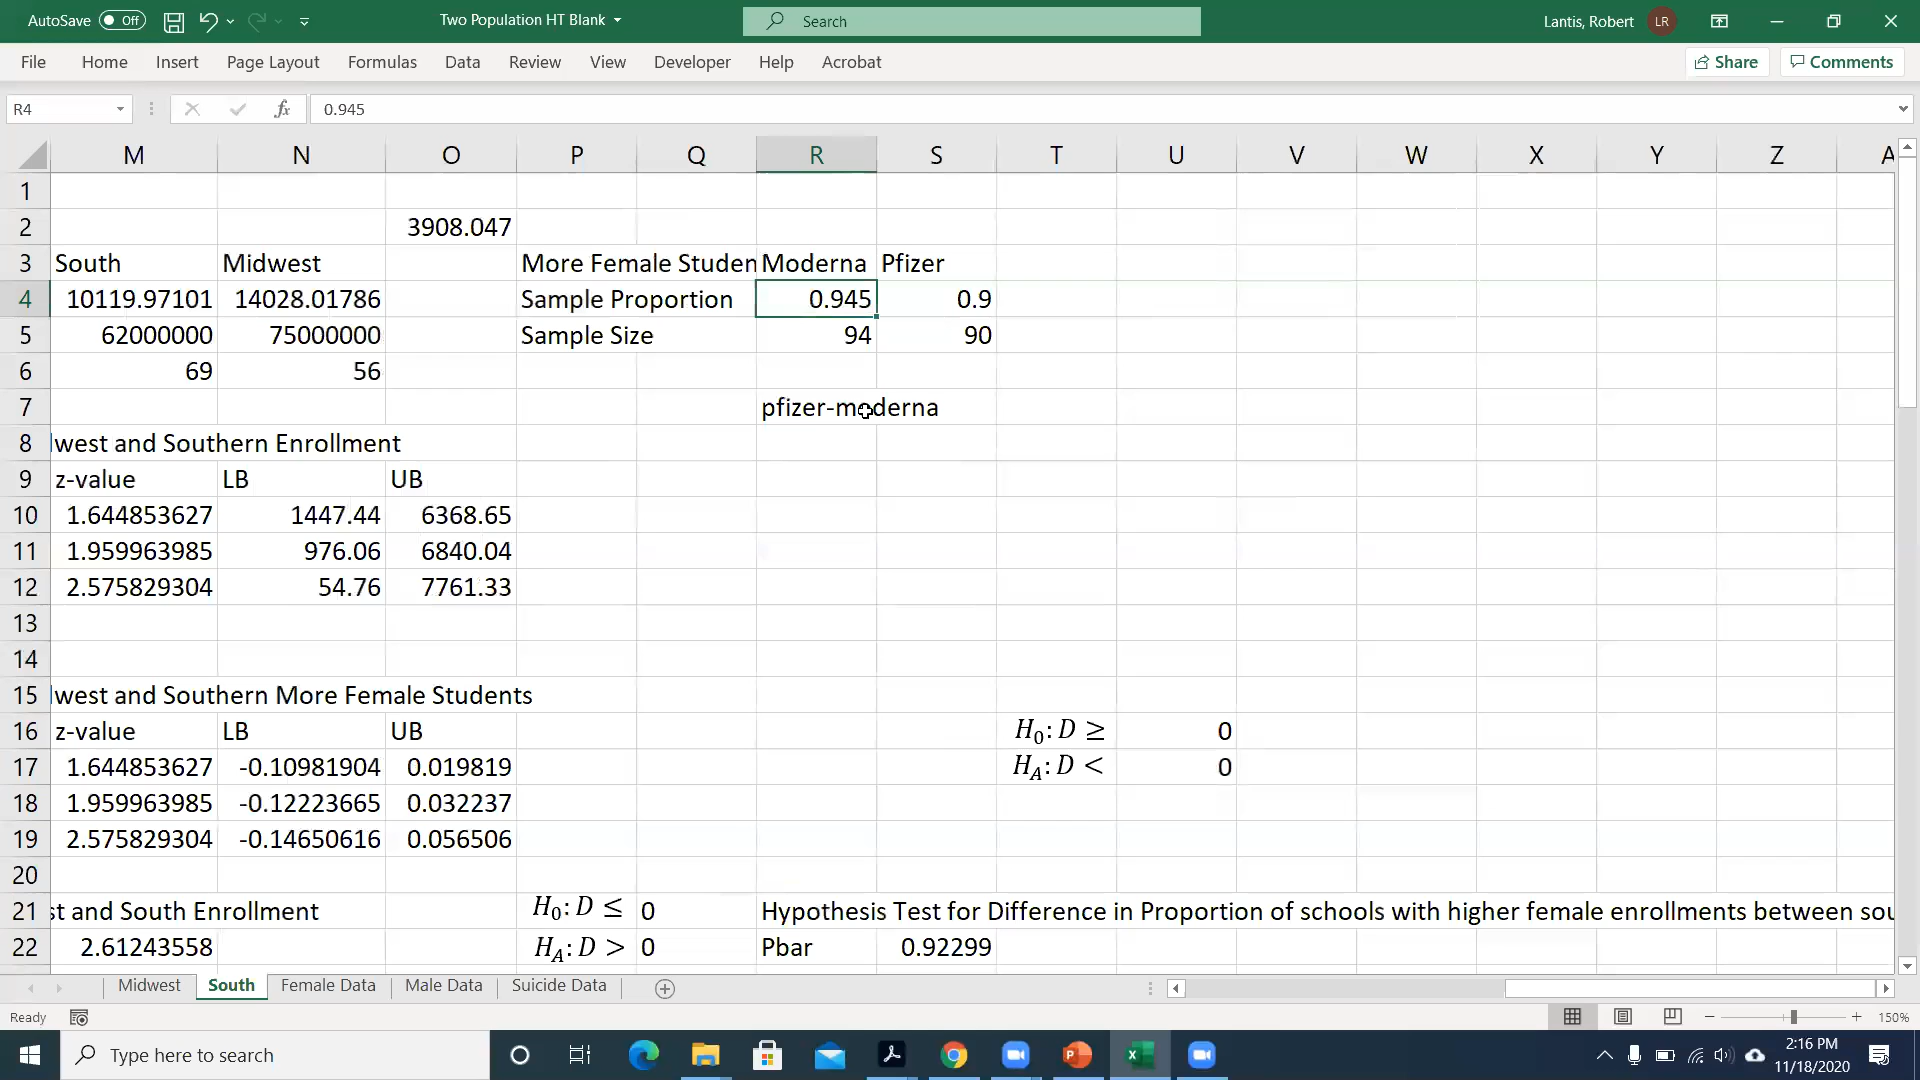 AutoSave Off Two Population HT Blank Search Lantis, Robert LR
File Home Insert Page Layout Formulas Data Review View Developer Help Acrobat Share Comments
R4 fx 0.945
M N O P Q R S T U V W X Y Z A
1
2 3908.047
3 South Midwest More Female Studen Moderna Pfizer
4 10119.97101 14028.01786 Sample Proportion 0.945 0.9
5 62000000 75000000 Sample Size 94 90
6 69 56
7 pfizer-moderna
8 lwest and Southern Enrollment
9 z-value LB UB
10 1.644853627 1447.44 6368.65
11 1.959963985 976.06 6840.04
12 2.575829304 54.76 7761.33
13
14
15 lwest and Southern More Female Students
16 z-value LB UB H₀: D ≥ 0
17 1.644853627 -0.10981904 0.019819 H_A: D < 0
18 1.959963985 -0.12223665 0.032237
19 2.575829304 -0.14650616 0.056506
20
21 st and South Enrollment H₀: D ≤ 0 Hypothesis Test for Difference in Proportion of schools with higher female enrollments between sou
22 2.61243558 H_A: D > 0 Pbar 0.92299
Midwest South Female Data Male Data Suicide Data
Ready 150%
Type here to search 2:16 PM
11/18/2020